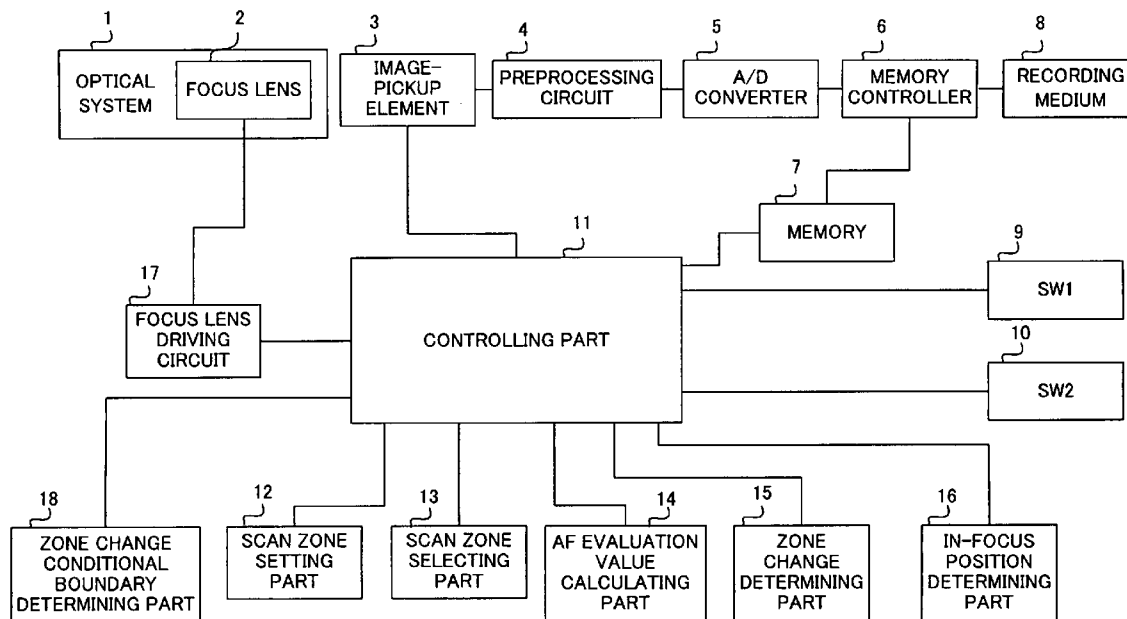 1
2
3
4
5
6
8
OPTICAL
SYSTEM
FOCUS LENS
IMAGE-
PICKUP
ELEMENT
PREPROCESSING
CIRCUIT
A/D
CONVERTER
MEMORY
CONTROLLER
RECORDING
MEDIUM
7
MEMORY
11
CONTROLLING PART
9
SW1
10
SW2
17
FOCUS LENS
DRIVING
CIRCUIT
18
ZONE CHANGE
CONDITIONAL
BOUNDARY
DETERMINING PART
12
SCAN ZONE
SETTING PART
13
SCAN ZONE
SELECTING PART
14
AF EVALUATION
VALUE
CALCULATING
PART
15
ZONE
CHANGE
DETERMINING
PART
16
IN-FOCUS
POSITION
DETERMINING
PART